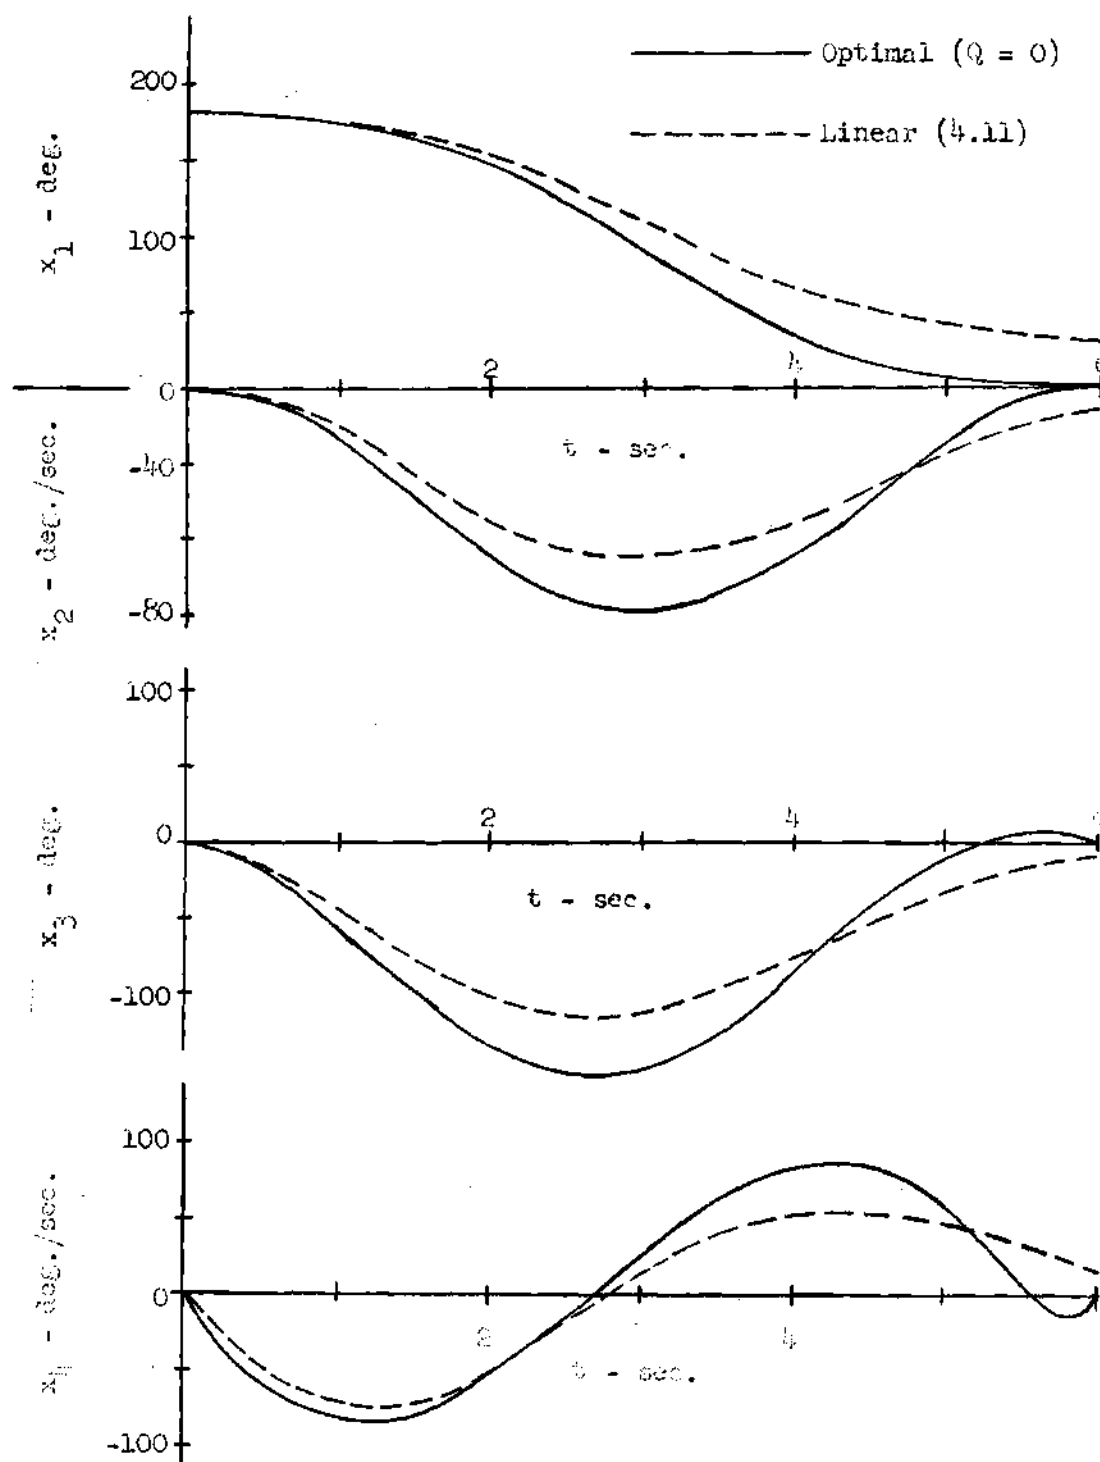 Optimal (Q = 0)
Linear (4.11)
x1 - deg.
200
100
0
2
4
t - sec.
x2 - deg./sec.
-40
-80
x3 - deg.
100
0
-100
2
4
t - sec.
x4 - deg./sec.
100
0
-100
2
4
t - sec.